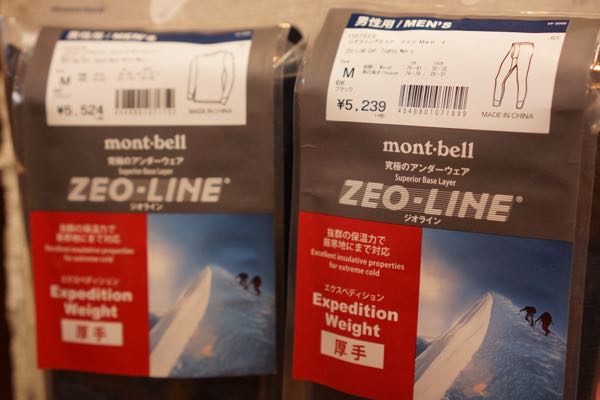 男性用/MEN's
M
¥5,524
MADE IN CHINA
mont-bell
究極のアンダーウェア
Superior Base Layer
ZEO-LINE®
ジオライン
抜群の保温力で
厳寒地にまで対応
Excellent insulative properties
for extreme cold
エクスペディション
Expedition
Weight
厚手
男性用/MEN's
421
M
BK
ブラック
¥5,239
4548801071899
MADE IN CHINA
mont-bell
究極のアンダーウェア
Superior Base Layer
ZEO-LINE®
ジオライン
抜群の保温力で
厳寒地にまで対応
Excellent insulative properties
for extreme cold
エクスペディション
Expedition
Weight
厚手